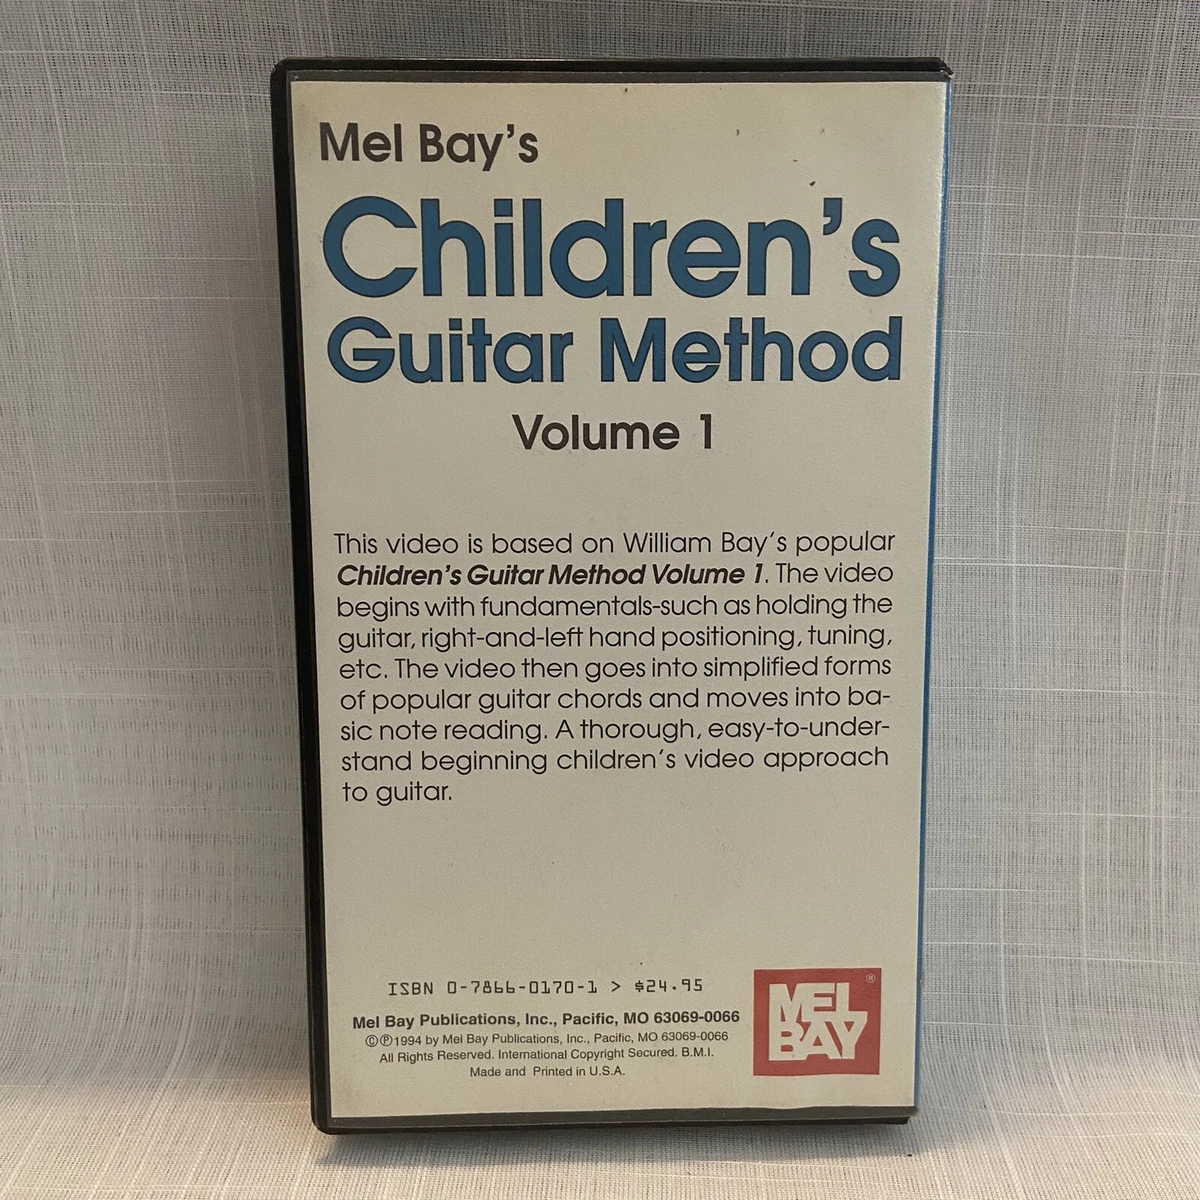 Mel Bay's
Children's
Guitar Method
Volume 1
This video is based on William Bay's popular
Children's Guitar Method Volume 1. The video
begins with fundamentals-such as holding the
guitar, right-and-left hand positioning, tuning,
etc. The video then goes into simplified forms
of popular guitar chords and moves into ba-
sic note reading. A thorough, easy-to-under-
stand beginning children's video approach
to guitar.
ISBN 0-7866-0170-1 > $24.95
Mel Bay Publications, Inc., Pacific, MO 63069-0066
©℗1994 by Mel Bay Publications, Inc., Pacific, MO 63069-0066
All Rights Reserved. International Copyright Secured. B.M.I.
Made and Printed in U.S.A.
MEL ®
BAY